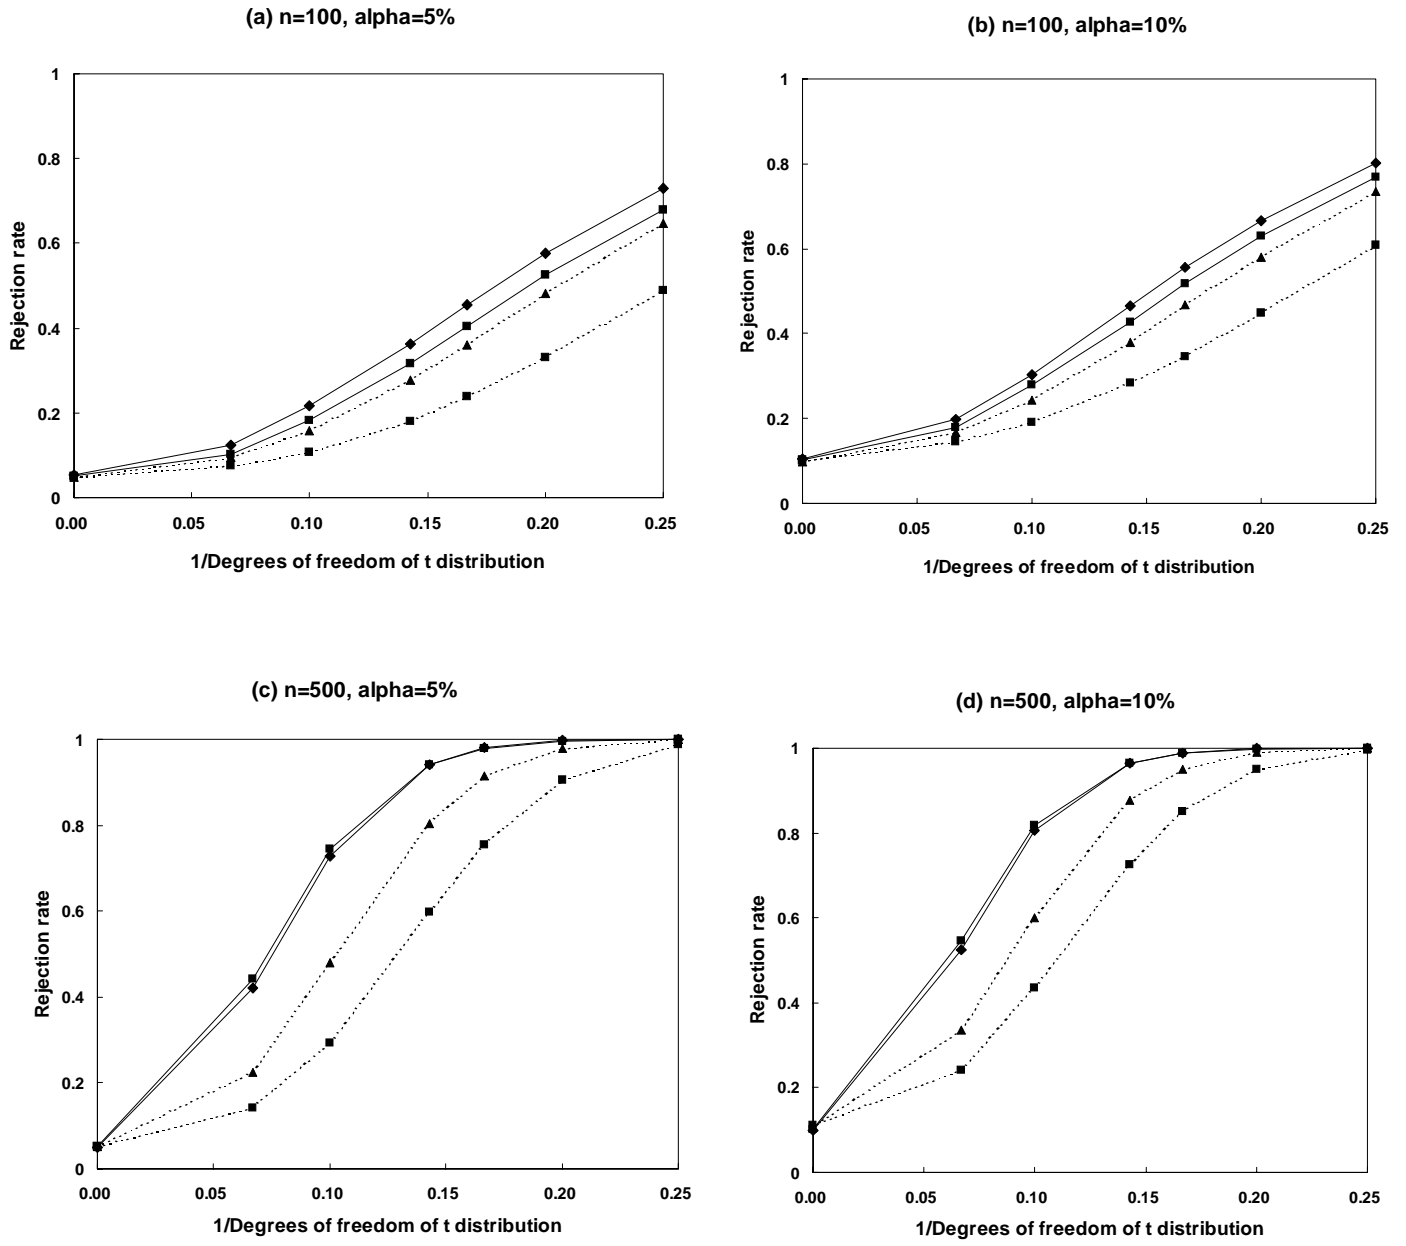 (a) n=100, alpha=5%
1
0.8
0.6
0.4
0.2
0
Rejection rate
0.00 0.05 0.10 0.15 0.20 0.25
1/Degrees of freedom of t distribution
(b) n=100, alpha=10%
1
0.8
0.6
0.4
0.2
0
Rejection rate
0.00 0.05 0.10 0.15 0.20 0.25
1/Degrees of freedom of t distribution
(c) n=500, alpha=5%
1
0.8
0.6
0.4
0.2
0
Rejection rate
0.00 0.05 0.10 0.15 0.20 0.25
1/Degrees of freedom of t distribution
(d) n=500, alpha=10%
1
0.8
0.6
0.4
0.2
0
Rejection rate
0.00 0.05 0.10 0.15 0.20 0.25
1/Degrees of freedom of t distribution